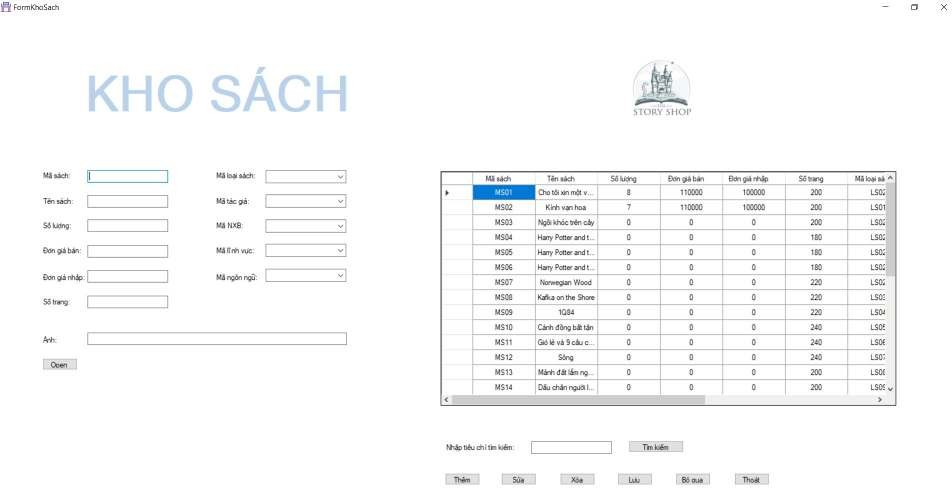 FormKhoSach
KHO SÁCH
STORY SHOP
Mã sách:
Mã loại sách:
Tên sách:
Mã tác giả:
Số lượng:
Mã NXB:
Đơn giá bán:
Mã lĩnh vực:
Đơn giá nhập:
Mã ngôn ngữ:
Số trang:
Ảnh:
Open
Mã sách Tên sách Số lượng Đơn giá bán Đơn giá nhập Số trang Mã loại sá
MS01 Cho tôi xin một v... 8 110000 100000 200 LS02
MS02 Kính vạn hoa 7 110000 100000 200 LS01
MS03 Ngồi khóc trên cây 0 0 0 200 LS02
MS04 Harry Potter and t... 0 0 0 180 LS02
MS05 Harry Potter and t... 0 0 0 180 LS02
MS06 Harry Potter and t... 0 0 0 180 LS02
MS07 Norwegian Wood 0 0 0 220 LS02
MS08 Kafka on the Shore 0 0 0 220 LS03
MS09 1Q84 0 0 0 220 LS04
MS10 Cánh đồng bất tận 0 0 0 240 LS05
MS11 Gió lẻ và 9 câu c... 0 0 0 240 LS06
MS12 Sông 0 0 0 240 LS07
MS13 Mảnh đất lắm ng... 0 0 0 200 LS08
MS14 Dấu chân người l... 0 0 0 200 LS09
Nhập tiêu chí tìm kiếm:
Tìm kiếm
Thêm Sửa Xóa Lưu Bỏ qua Thoát